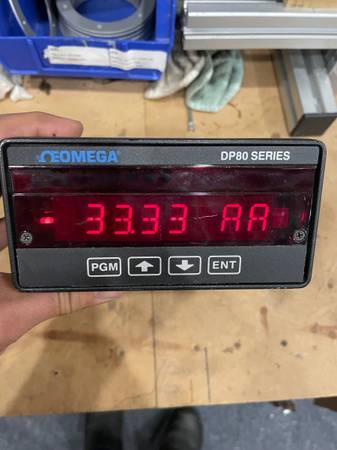 OMEGA® DP80 SERIES
33.33 AA
PGM ENT